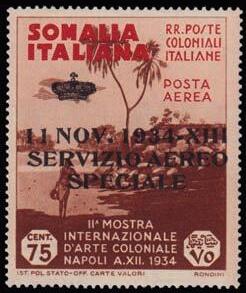 SOMALIA
ITALIANA
RR. POSTE
COLONIALI
ITALIANE
POSTA
AEREA
11 NOV. 1934-XIII
SERVIZIO AEREO
SPECIALE
IIª MOSTRA
INTERNAZIONALE
D'ARTE COLONIALE
NAPOLI A.XII. 1934
CENT.
75
IST. POL. STATO-OFF. CARTE VALORI
RONDINI